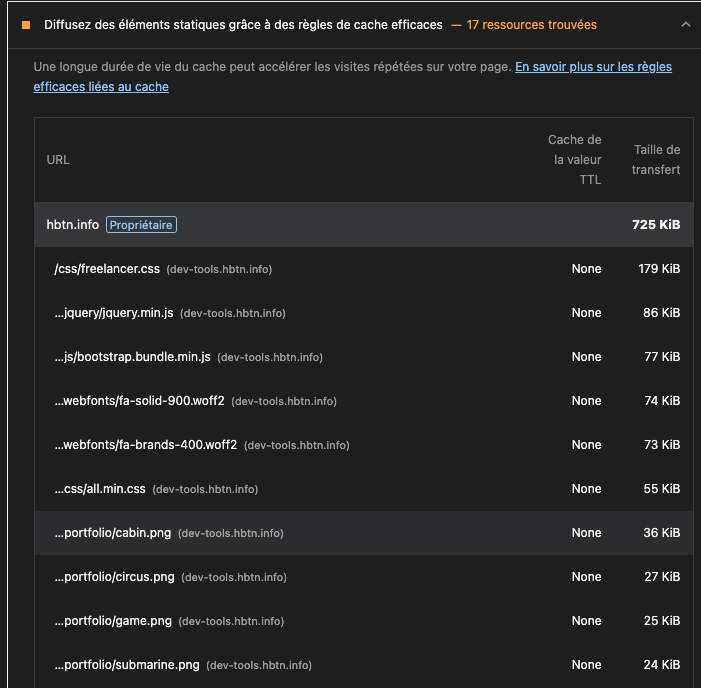 Diffusez des éléments statiques grâce à des règles de cache efficaces — 17 ressources trouvées
Une longue durée de vie du cache peut accélérer les visites répétées sur votre page. En savoir plus sur les règles
efficaces liées au cache
URL
Cache de
la valeur
TTL
Taille de
transfert
hbtn.info Propriétaire 725 KiB
/css/freelancer.css (dev-tools.hbtn.info) None 179 KiB
…jquery/jquery.min.js (dev-tools.hbtn.info) None 86 KiB
…js/bootstrap.bundle.min.js (dev-tools.hbtn.info) None 77 KiB
…webfonts/fa-solid-900.woff2 (dev-tools.hbtn.info) None 74 KiB
…webfonts/fa-brands-400.woff2 (dev-tools.hbtn.info) None 73 KiB
…css/all.min.css (dev-tools.hbtn.info) None 55 KiB
…portfolio/cabin.png (dev-tools.hbtn.info) None 36 KiB
…portfolio/circus.png (dev-tools.hbtn.info) None 27 KiB
…portfolio/game.png (dev-tools.hbtn.info) None 25 KiB
…portfolio/submarine.png (dev-tools.hbtn.info) None 24 KiB